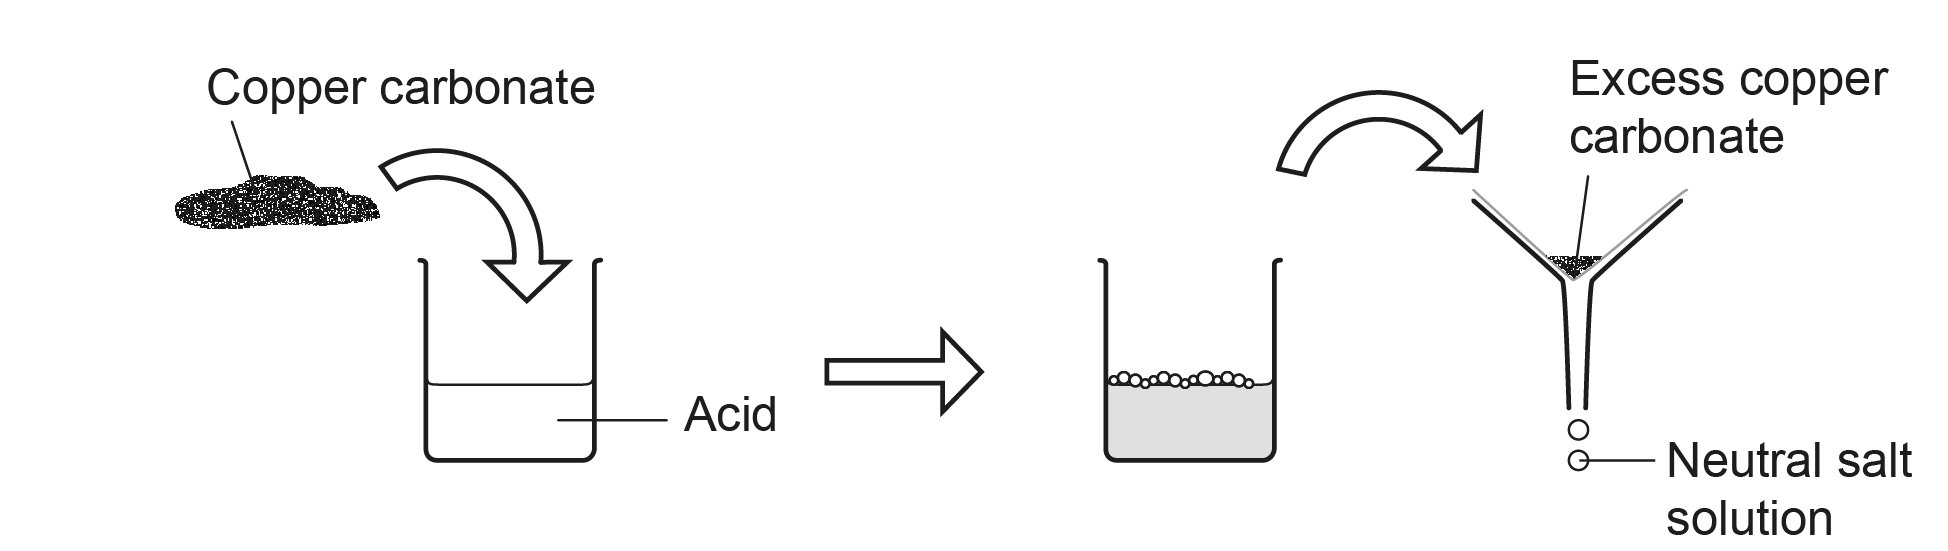 Copper carbonate
Acid
Excess copper
carbonate
Neutral salt
solution